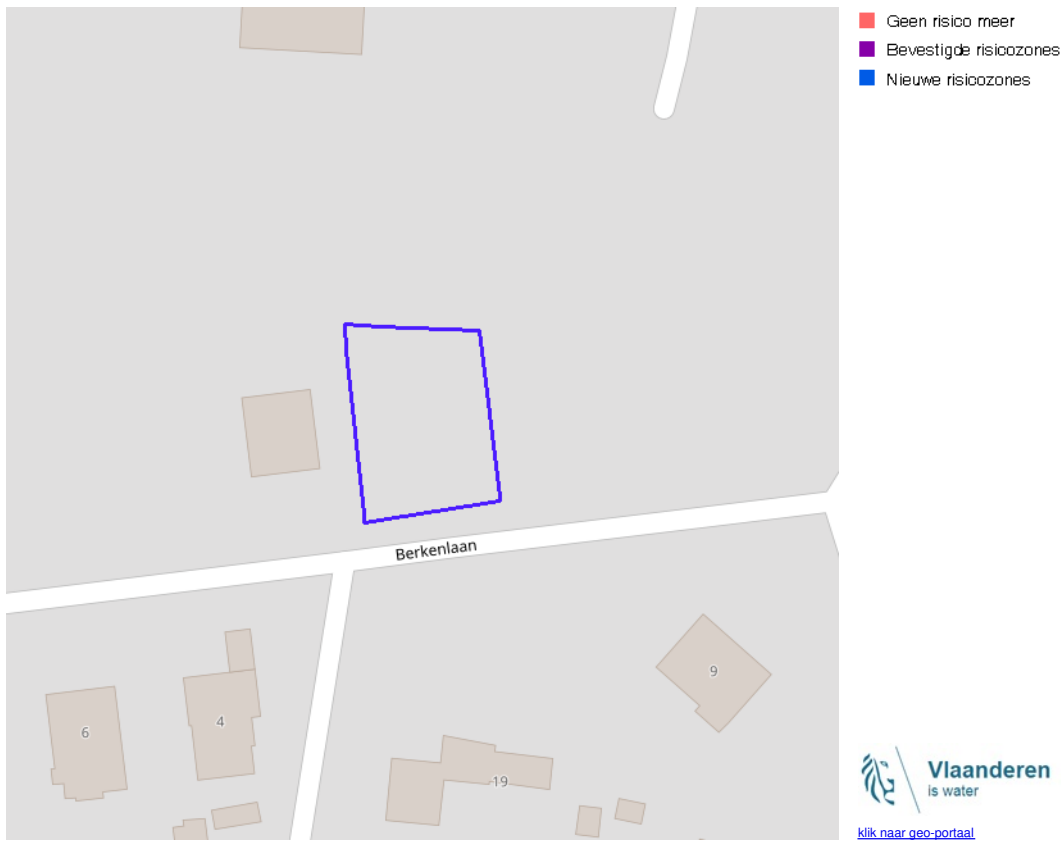 Geen risico meer
Bevestigde risicozones
Nieuwe risicozones
Berkenlaan
9
4
6
19
Vlaanderen
is water
klik naar geo-portaal